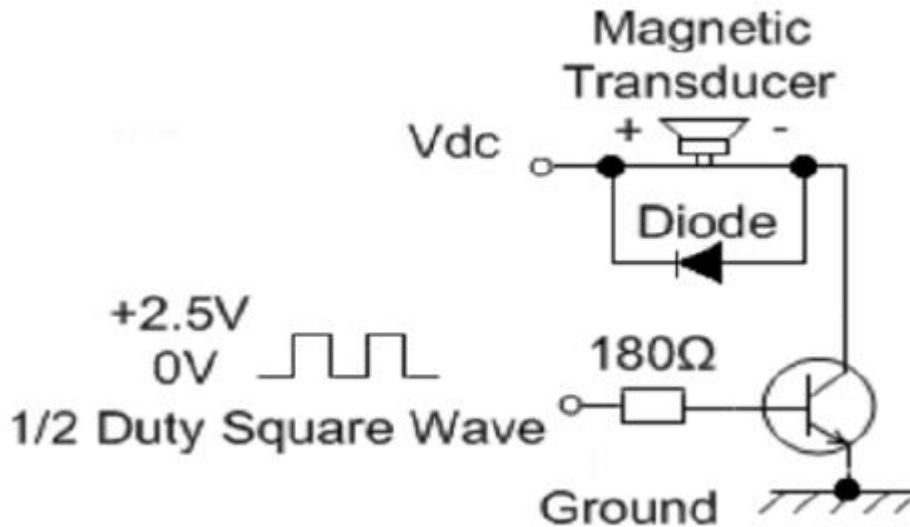 Magnetic
Transducer
+ -
Vdc
Diode
+2.5V
0V
180Ω
1/2 Duty Square Wave
Ground